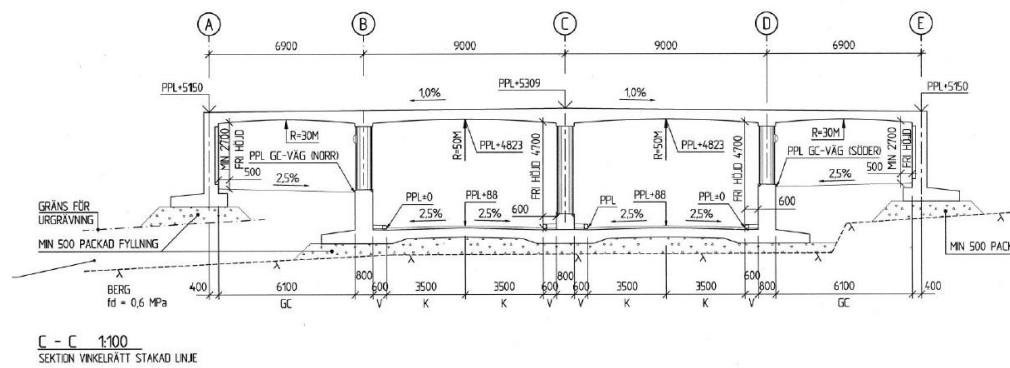 A B C D E
6900 9000 9000 6900
PPL+5150 PPL+5309 PPL+5150
1,0% 1,0%
R=30M R=50M PPL+4823 R=50M PPL+4823 R=30M
MIN 2700 FRI HÖJD FRI HÖJD 4700 FRI HÖJD 4700 MIN 2700 FRI HÖJD
PPL GC-VÄG (NORR) PPL GC-VÄG (SÖDER)
500 500
2,5% 2,5%
GRÄNS FÖR
URGRÄVNING
PPL+0 PPL+88 600 PPL PPL+88 PPL=0 600
2,5% 2,5% 2,5% 2,5%
MIN 500 PACKAD FYLLNING MIN 500 PACK
BERG
fd = 0,6 MPa
400 6100 800 600 3500 3500 600 800 600 3500 3500 600 800 6100 400
GC V K K V V K K V GC
C - C 1:100
SEKTION VINKELRÄTT STAKAD LINJE